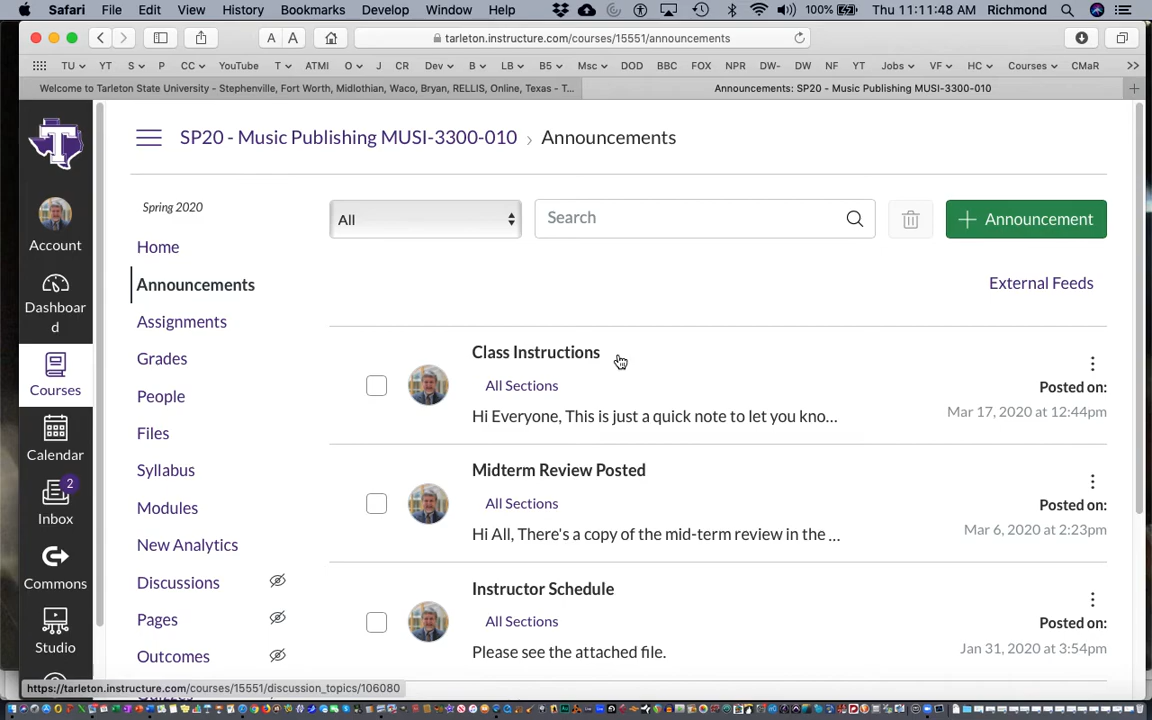 Safari File Edit View History Bookmarks Develop Window Help 100% Thu 11:11:48 AM Richmond
A A tarleton.instructure.com/courses/15551/announcements
TU YT S P CC YouTube T ATMI O J CR Dev B LB B5 Msc DOD BBC FOX NPR DW- DW NF YT Jobs VF HC Courses CMaR
Welcome to Tarleton State University - Stephenville, Fort Worth, Midlothian, Waco, Bryan, RELLIS, Online, Texas - T...
Announcements: SP20 - Music Publishing MUSI-3300-010
T
Account
Dashboar
d
Courses
Calendar
2
Inbox
Commons
Studio
SP20 - Music Publishing MUSI-3300-010 › Announcements
Spring 2020
Home
Announcements
Assignments
Grades
People
Files
Syllabus
Modules
New Analytics
Discussions
Pages
Outcomes
All
Search
+ Announcement
External Feeds
Class Instructions
All Sections
Hi Everyone, This is just a quick note to let you kno...
Posted on:
Mar 17, 2020 at 12:44pm
Midterm Review Posted
All Sections
Hi All, There's a copy of the mid-term review in the ...
Posted on:
Mar 6, 2020 at 2:23pm
Instructor Schedule
All Sections
Please see the attached file.
Posted on:
Jan 31, 2020 at 3:54pm
https://tarleton.instructure.com/courses/15551/discussion_topics/106080